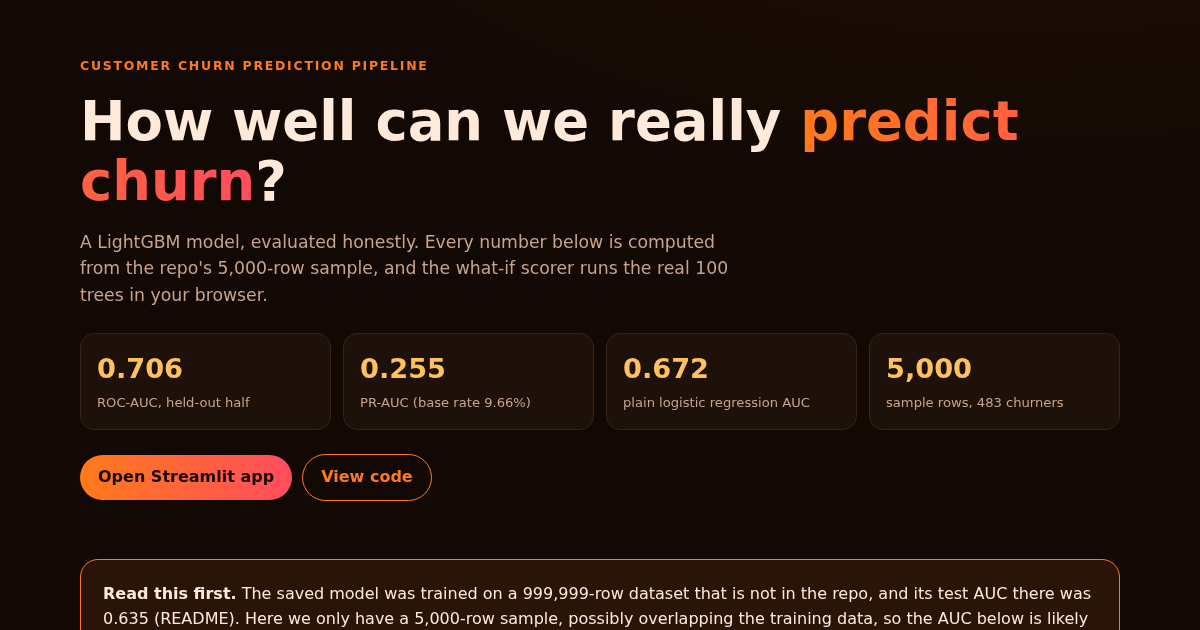 CUSTOMER CHURN PREDICTION PIPELINE
How well can we really predict
churn?
A LightGBM model, evaluated honestly. Every number below is computed
from the repo's 5,000-row sample, and the what-if scorer runs the real 100
trees in your browser.
0.706
ROC-AUC, held-out half
0.255
PR-AUC (base rate 9.66%)
0.672
plain logistic regression AUC
5,000
sample rows, 483 churners
Open Streamlit app
View code
Read this first. The saved model was trained on a 999,999-row dataset that is not in the repo, and its test AUC there was
0.635 (README). Here we only have a 5,000-row sample, possibly overlapping the training data, so the AUC below is likely